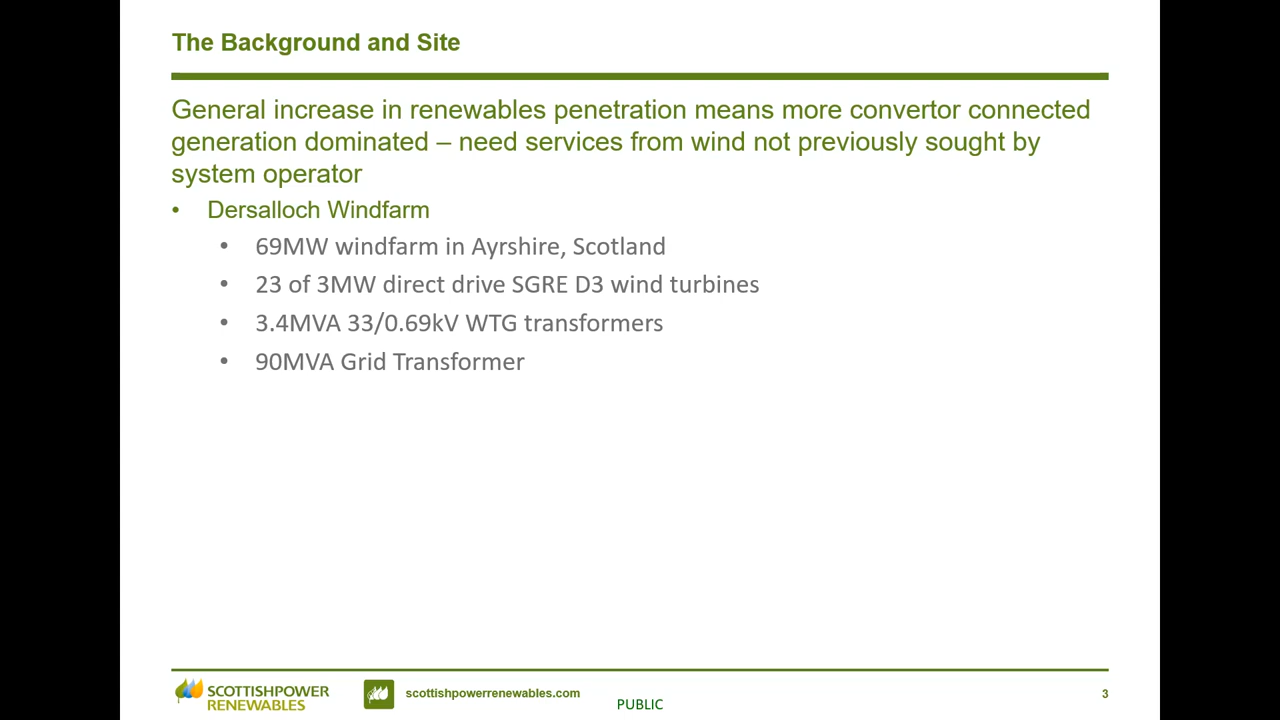 The Background and Site
General increase in renewables penetration means more convertor connected
generation dominated – need services from wind not previously sought by
system operator
• Dersalloch Windfarm
• 69MW windfarm in Ayrshire, Scotland
• 23 of 3MW direct drive SGRE D3 wind turbines
• 3.4MVA 33/0.69kV WTG transformers
• 90MVA Grid Transformer
SCOTTISHPOWER
RENEWABLES
scottishpowerrenewables.com
PUBLIC
3